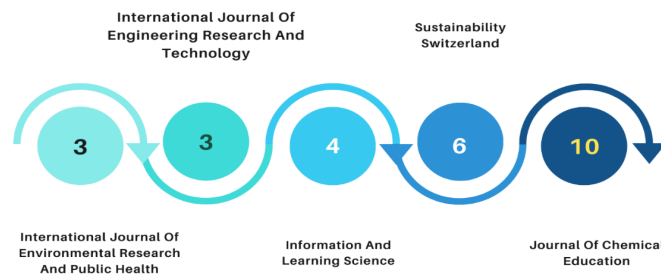 International Journal Of
Engineering Research And
Technology
Sustainability
Switzerland
3
3
4
6
10
International Journal Of
Environmental Research
And Public Health
Information And
Learning Science
Journal Of Chemical
Education